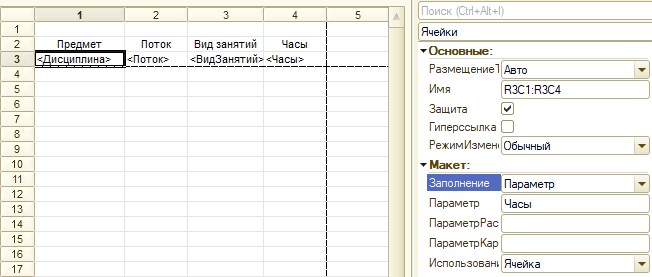 1 2 3 4 5
1
2 Предмет Поток Вид занятий Часы
3 <Дисциплина> <Поток> <ВидЗанятий> <Часы>
4
5
6
7
8
9
10
11
12
13
14
15
16
17
Поиск (Ctrl+Alt+I)
Ячейки
Основные:
РазмещениеТ Авто
Имя R3C1:R3C4
Защита
Гиперссылка
РежимИзмен Обычный
Макет:
Заполнение Параметр
Параметр Часы
ПараметрРас
ПараметрКар
Использовани Ячейка